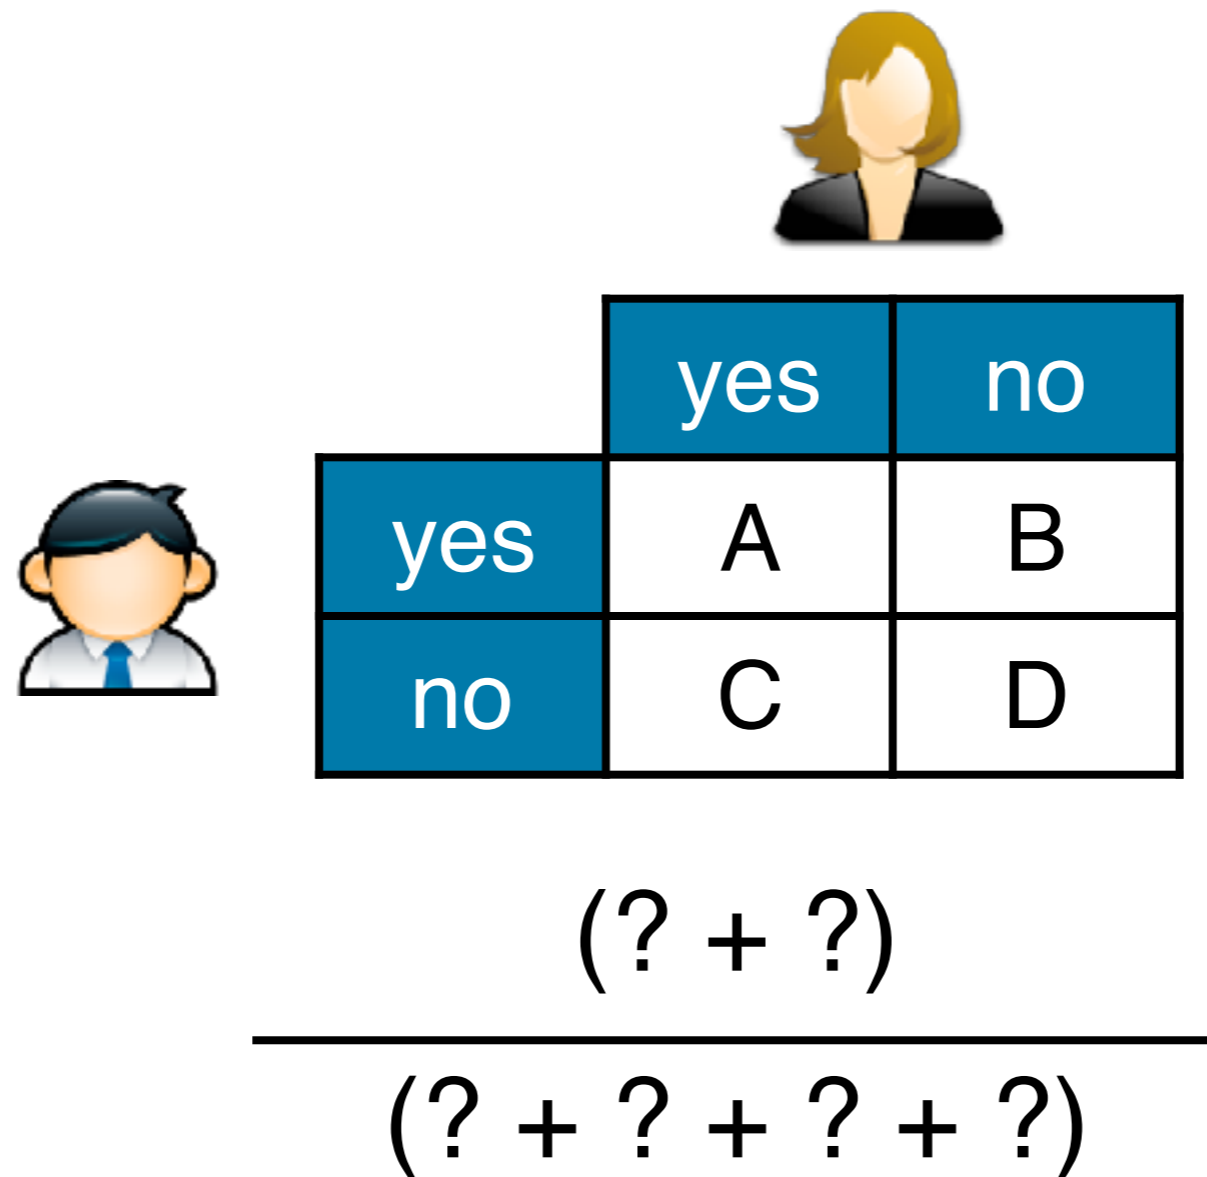 yes no
yes A B
no C D
(? + ?)
(? + ? + ? + ?)